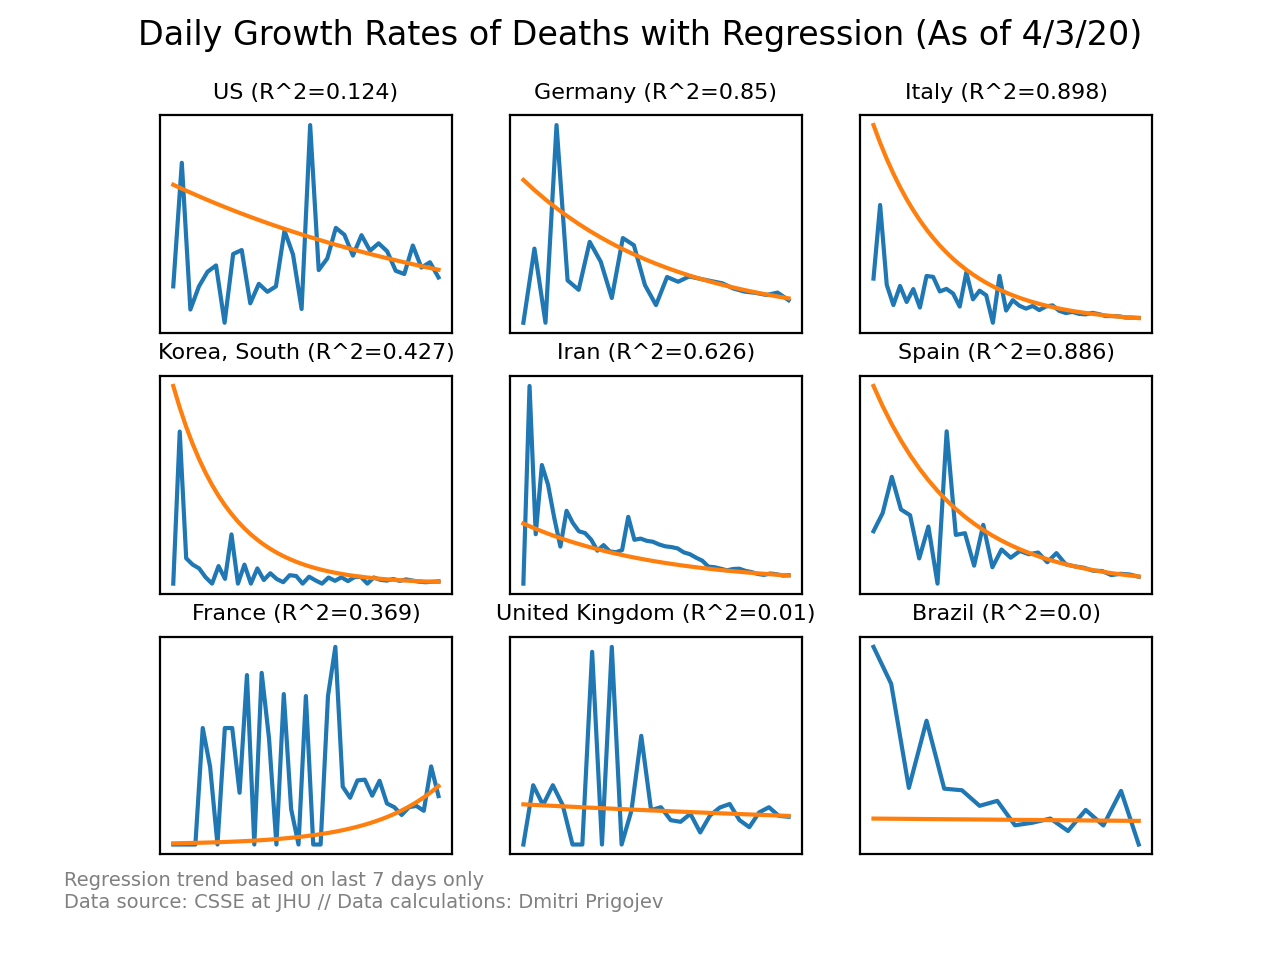 Daily Growth Rates of Deaths with Regression (As of 4/3/20)
US (R^2=0.124)
Germany (R^2=0.85)
Italy (R^2=0.898)
Korea, South (R^2=0.427)
Iran (R^2=0.626)
Spain (R^2=0.886)
France (R^2=0.369)
United Kingdom (R^2=0.01)
Brazil (R^2=0.0)
Regression trend based on last 7 days only
Data source: CSSE at JHU // Data calculations: Dmitri Prigojev